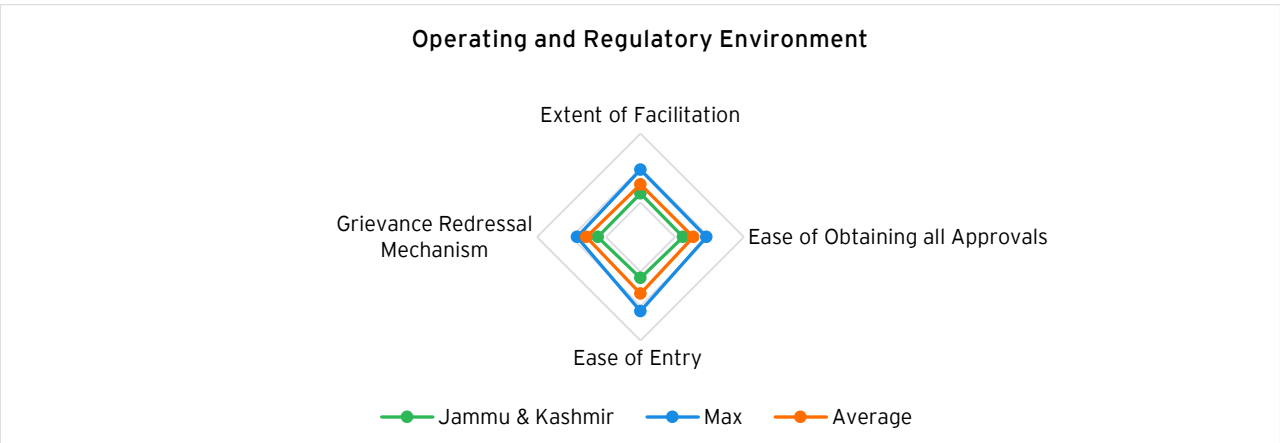 Operating and Regulatory Environment
Extent of Facilitation
Grievance Redressal
Mechanism
Ease of Obtaining all Approvals
Ease of Entry
Jammu & Kashmir
Max
Average